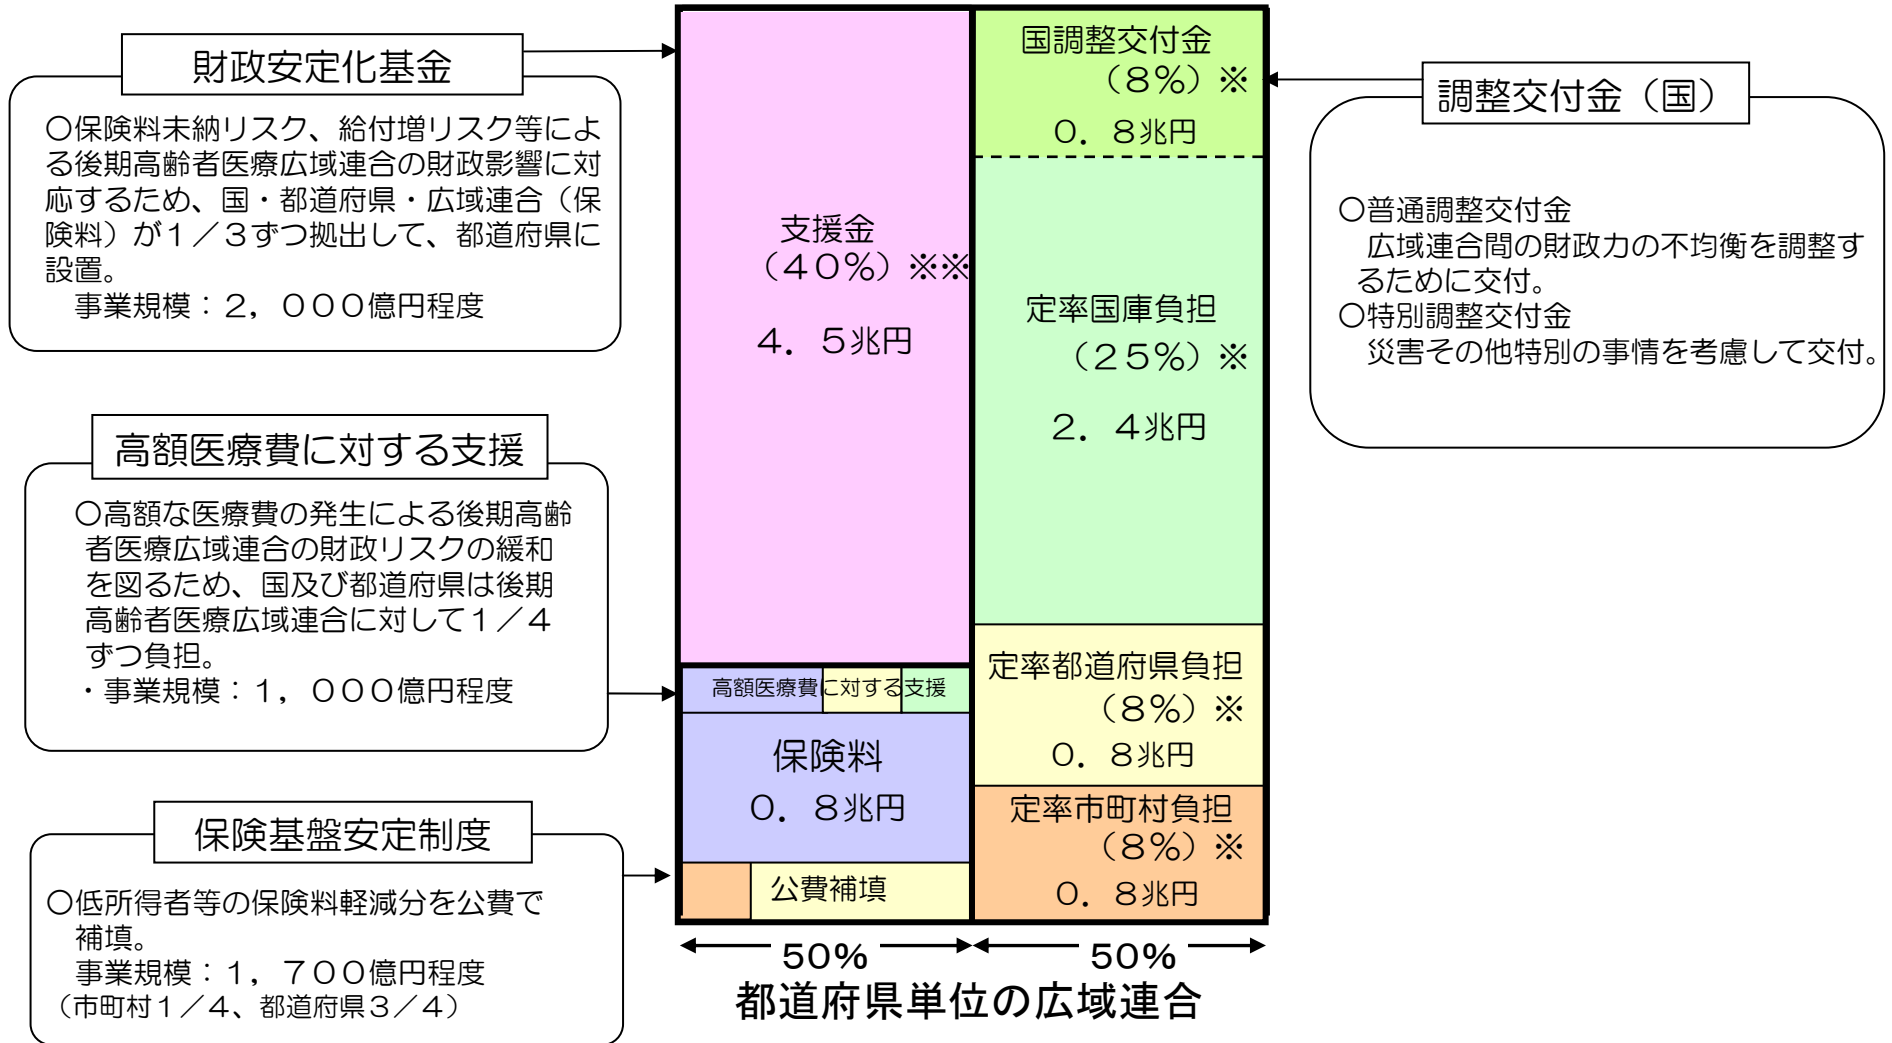 財政安定化基金
○保険料未納リスク、給付増リスク等によ
る後期高齢者医療広域連合の財政影響に対
応するため、国・都道府県・広域連合（保
険料）が１／３ずつ拠出して、都道府県に
設置。
事業規模：２，０００億円程度
高額医療費に対する支援
○高額な医療費の発生による後期高齢
者医療広域連合の財政リスクの緩和
を図るため、国及び都道府県は後期
高齢者医療広域連合に対して１／４
ずつ負担。
・事業規模：１，０００億円程度
保険基盤安定制度
○低所得者等の保険料軽減分を公費で
補填。
事業規模：１，７００億円程度
（市町村１／４、都道府県３／４）
支援金
（４０％）※※
４．５兆円
高額医療費に対する支援
保険料
０．８兆円
公費補填
国調整交付金
（８％）※
０．８兆円
定率国庫負担
（２５％）※
２．４兆円
定率都道府県負担
（８％）※
０．８兆円
定率市町村負担
（８％）※
０．８兆円
50%
50%
都道府県単位の広域連合
調整交付金（国）
○普通調整交付金
広域連合間の財政力の不均衡を調整す
るために交付。
○特別調整交付金
災害その他特別の事情を考慮して交付。